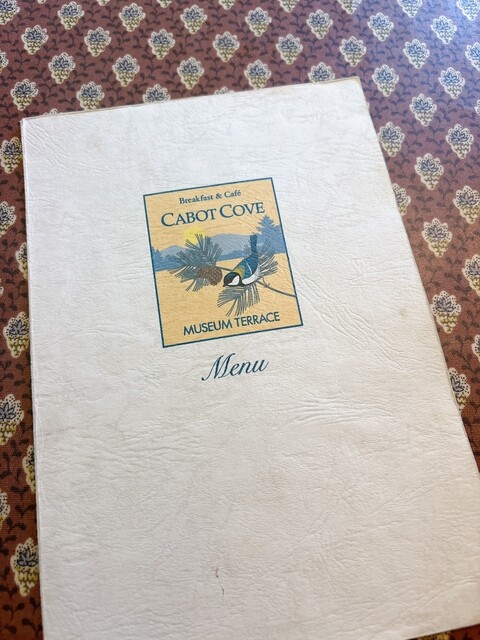 Breakfast & Café
CABOT COVE
MUSEUM TERRACE
Menu